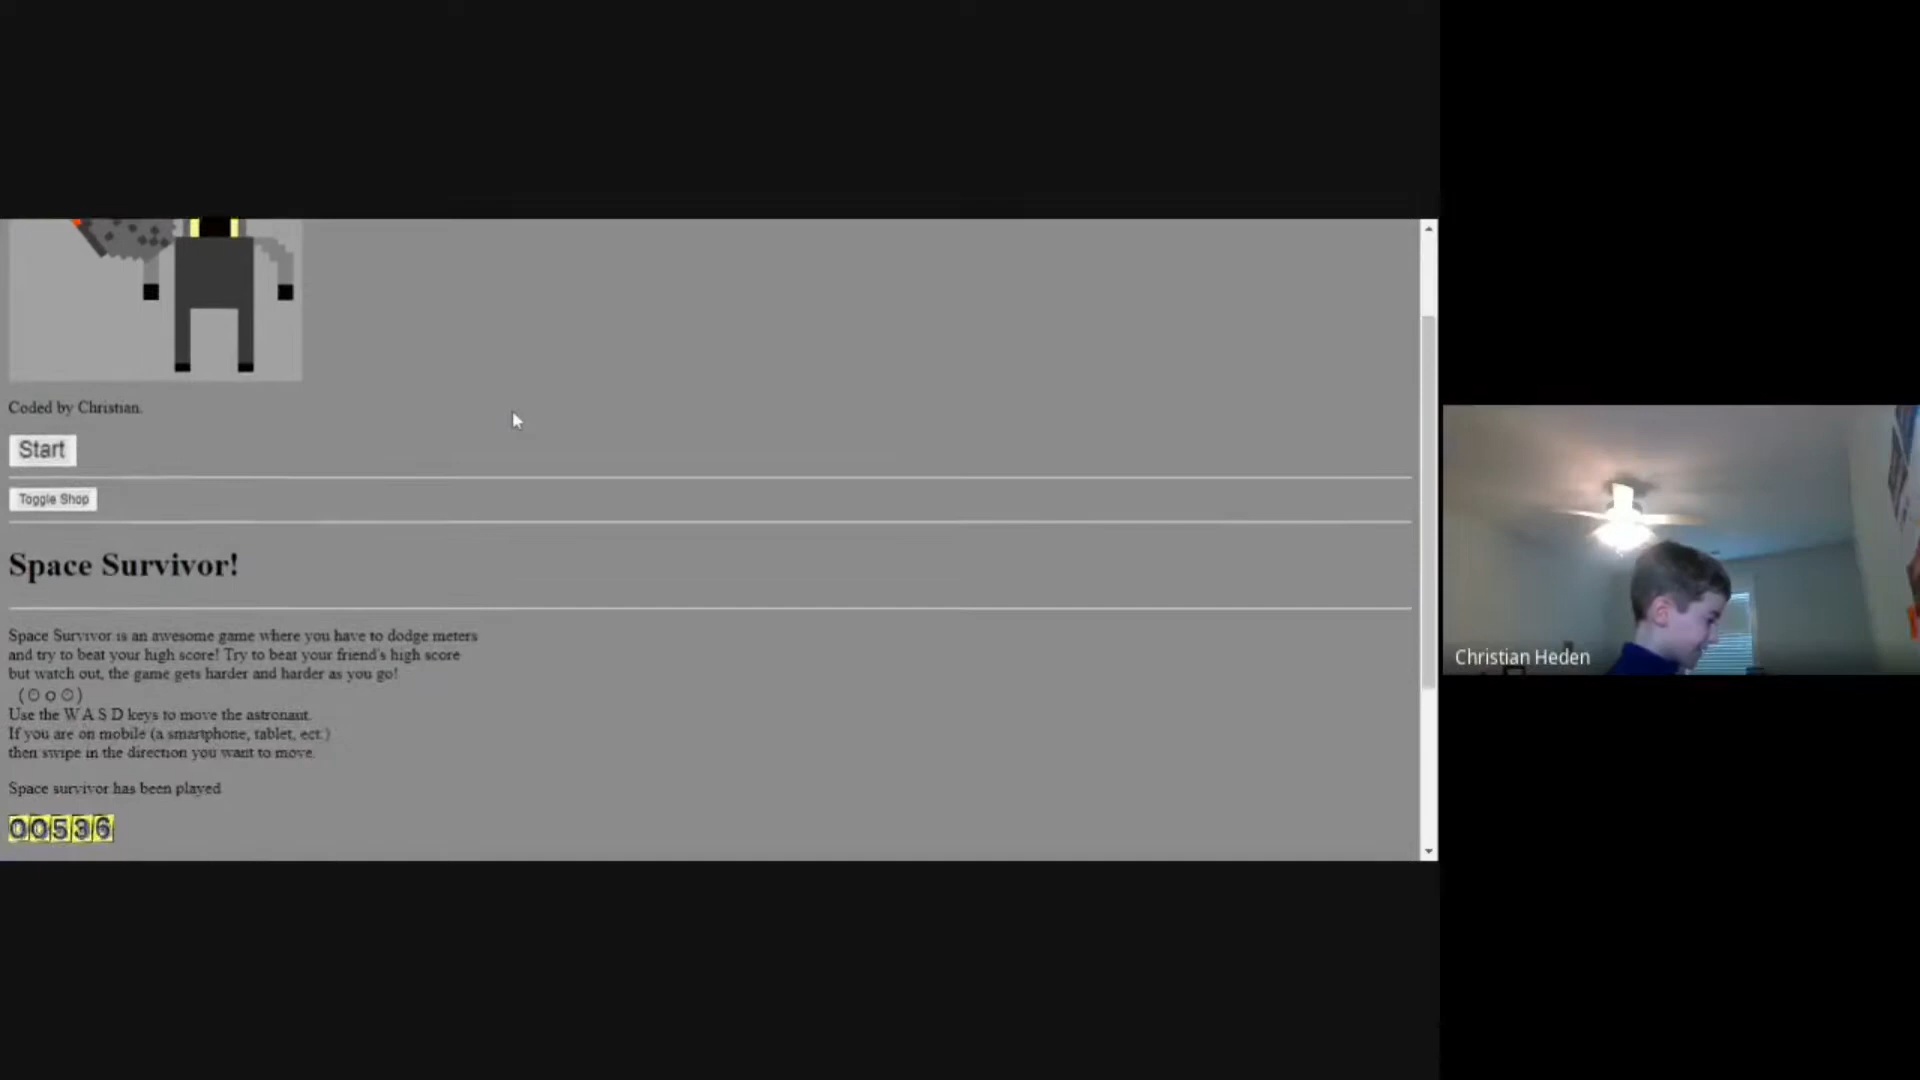 Coded by Christian.
Start
Toggle Shop
Space Survivor!
Space Survivor is an awesome game where you have to dodge meters
and try to beat your high score! Try to beat your friend's high score
but watch out, the game gets harder and harder as you go!
(ʘ o ʘ)
Use the W A S D keys to move the astronaut.
If you are on mobile (a smartphone, tablet, ect.)
then swipe in the direction you want to move.
Space survivor has been played
00536
Christian Heden